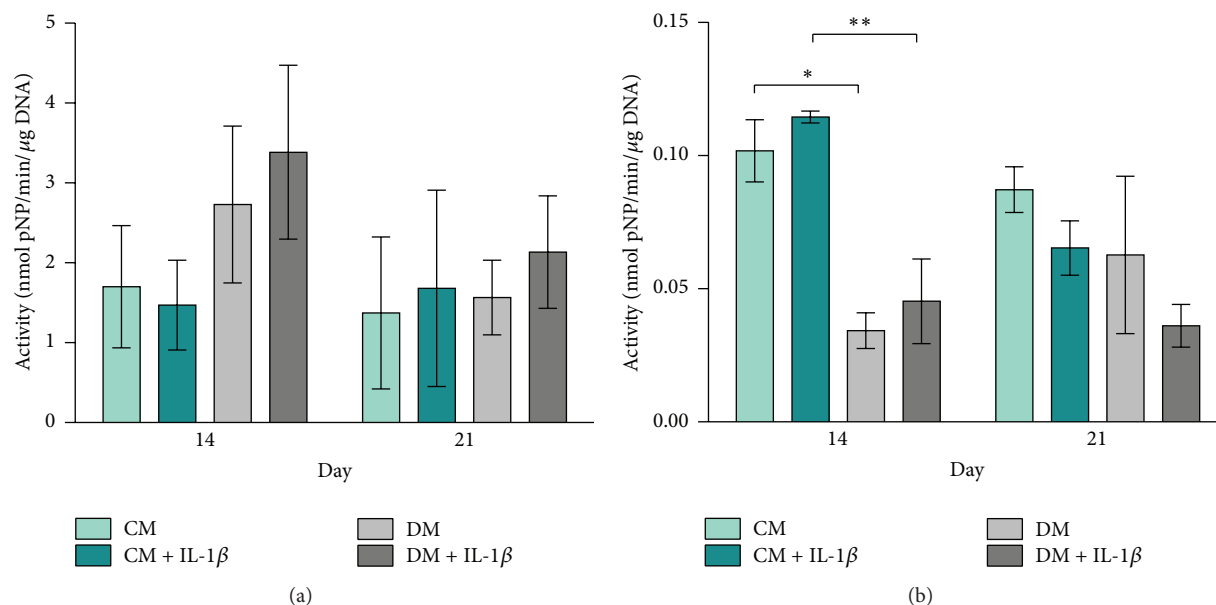 Activity (nmol pNP/min/μg DNA)
5
4
3
2
1
0
14
21
Day
CM
CM + IL-1β
DM
DM + IL-1β
(a)
Activity (nmol pNP/min/μg DNA)
0.15
0.10
0.05
0.00
**
*
14
21
Day
CM
CM + IL-1β
DM
DM + IL-1β
(b)